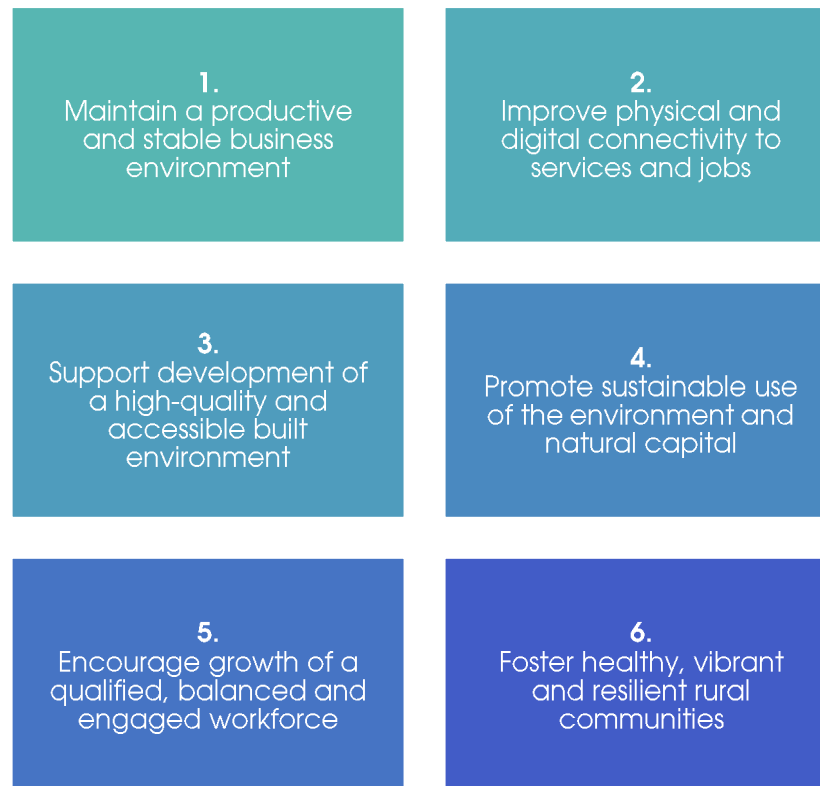 1.
Maintain a productive
and stable business
environment
2.
Improve physical and
digital connectivity to
services and jobs
3.
Support development of
a high-quality and
accessible built
environment
4.
Promote sustainable use
of the environment and
natural capital
5.
Encourage growth of a
qualified, balanced and
engaged workforce
6.
Foster healthy, vibrant
and resilient rural
communities